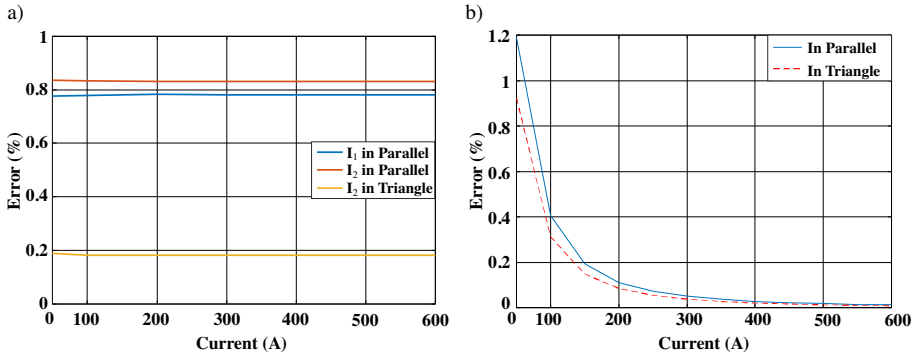 a)
1
0.8
0.6
0.4
0.2
0
Error (%)
0 100 200 300 400 500 600
Current (A)
I₁ in Parallel
I₂ in Parallel
I₂ in Triangle
b)
1.2
1
0.8
0.6
0.4
0.2
0
Error (%)
0 100 200 300 400 500 600
Current (A)
In Parallel
In Triangle